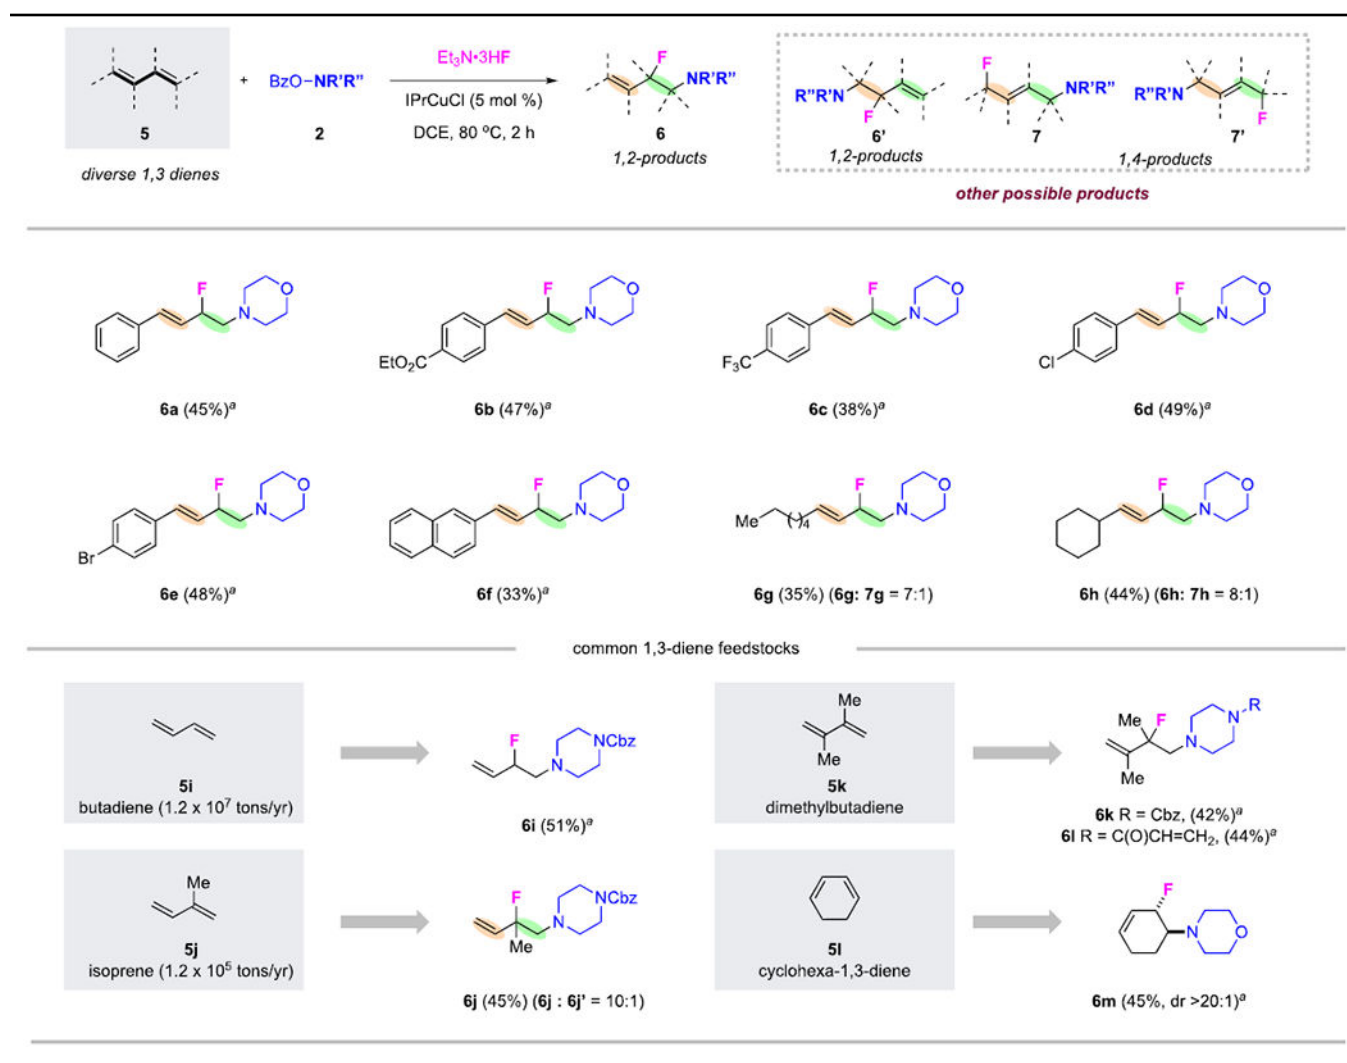 5
diverse 1,3 dienes
+
BzO NR'R"
2
Et₃N•3HF
IPrCuCl (5 mol %)
DCE, 80 ºC, 2 h
F
NR'R"
6
1,2-products
R"R'N
F
6'
1,2-products
F
NR'R"
7
R"R'N
F
7'
1,4-products
other possible products
F
N
O
6a (45%)ᵃ
EtO₂C
F
N
O
6b (47%)ᵃ
F₃C
F
N
O
6c (38%)ᵃ
Cl
F
N
O
6d (49%)ᵃ
Br
F
N
O
6e (48%)ᵃ
F
N
O
6f (33%)ᵃ
Me
( )₄
F
N
O
6g (35%) (6g: 7g = 7:1)
F
N
O
6h (44%) (6h: 7h = 8:1)
common 1,3-diene feedstocks
5i
butadiene (1.2 x 10⁷ tons/yr)
F
N
NCbz
6i (51%)ᵃ
Me
Me
5k
dimethylbutadiene
Me
F
Me
N
N
R
6k R = Cbz, (42%)ᵃ
6l R = C(O)CH=CH₂, (44%)ᵃ
Me
5j
isoprene (1.2 x 10⁵ tons/yr)
F
Me
N
NCbz
6j (45%) (6j : 6j' = 10:1)
5l
cyclohexa-1,3-diene
F
N
O
6m (45%, dr >20:1)ᵃ